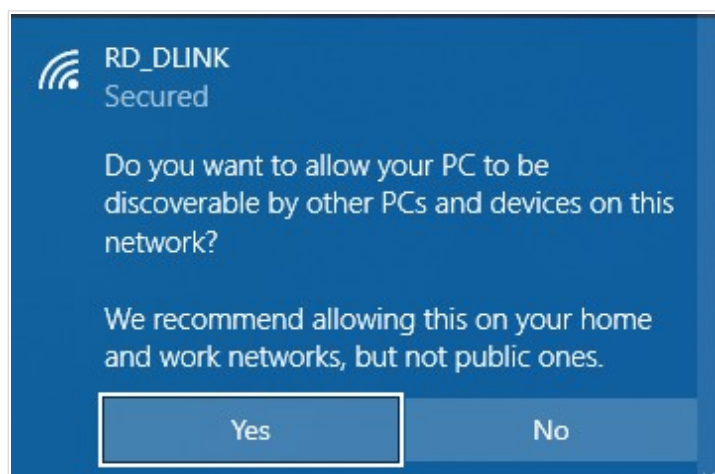 RD_DLINK
Secured
Do you want to allow your PC to be
discoverable by other PCs and devices on this
network?
We recommend allowing this on your home
and work networks, but not public ones.
Yes No